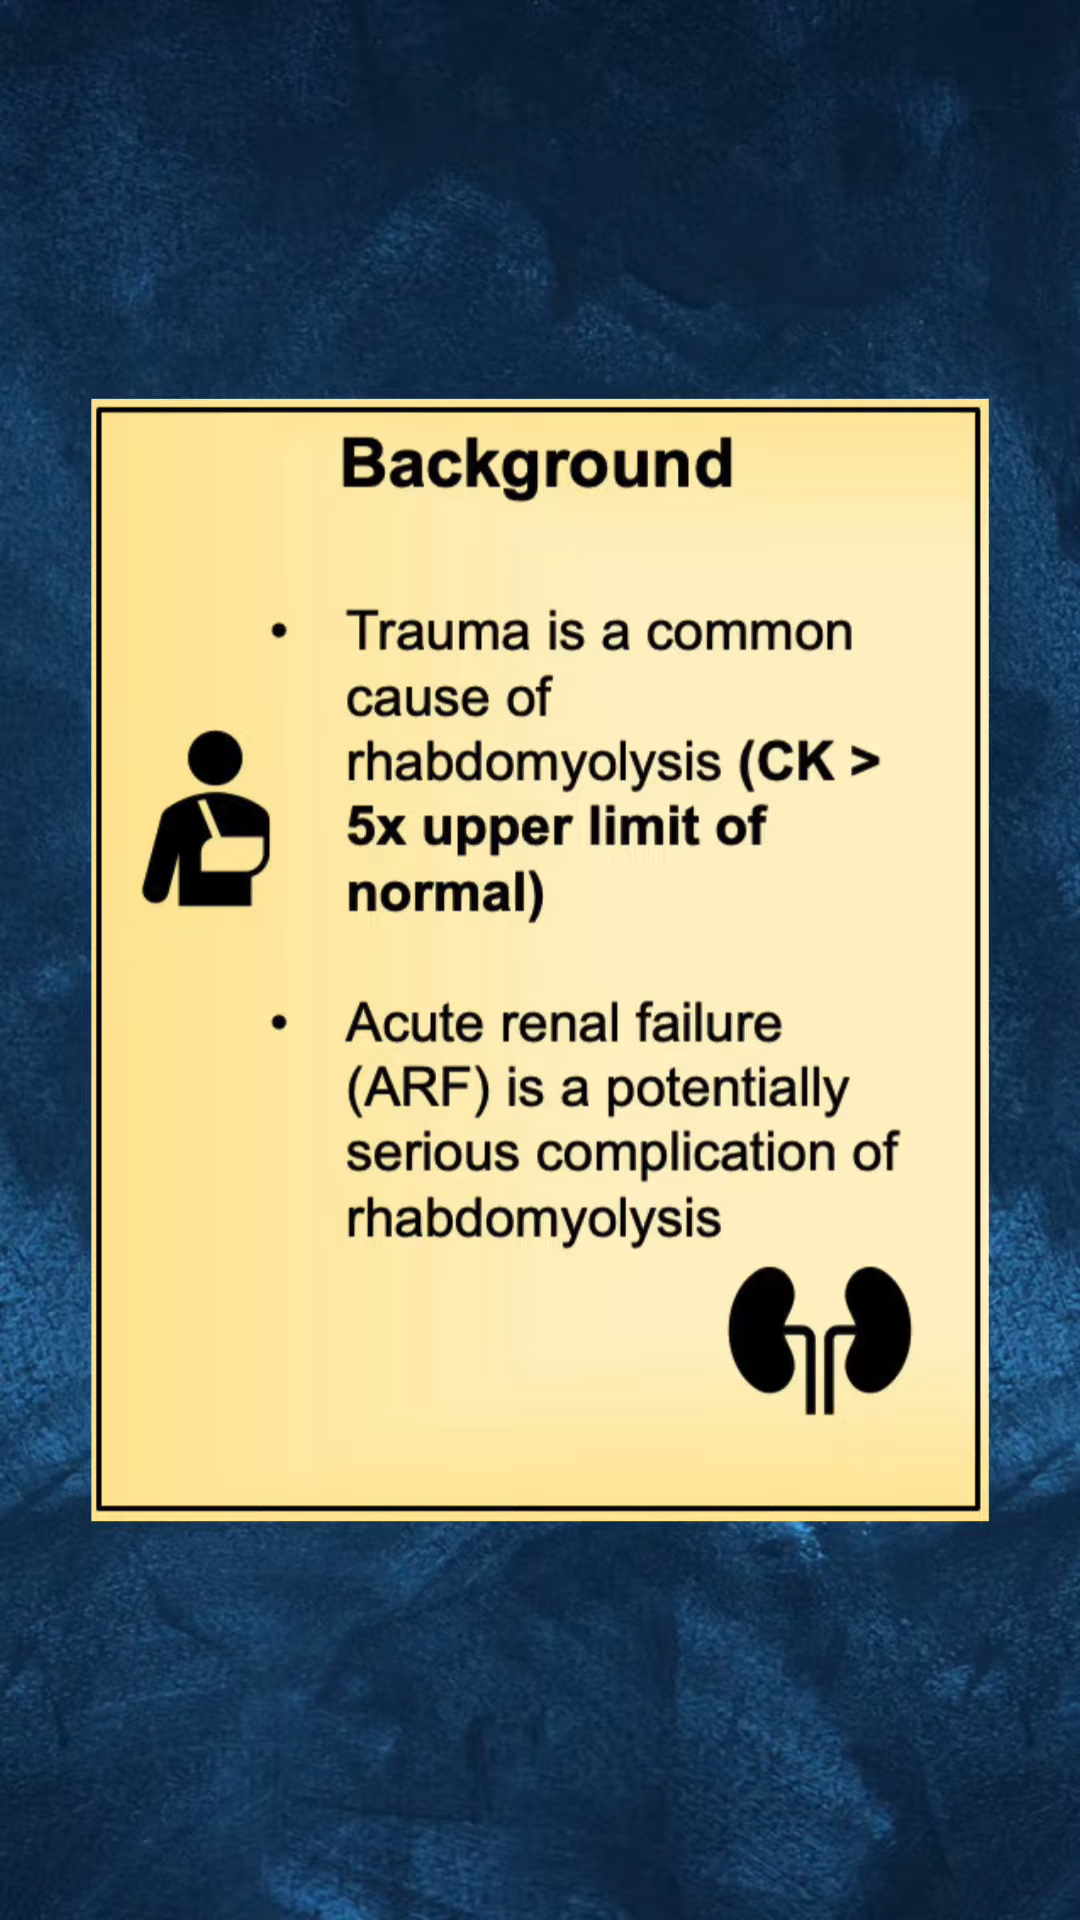 Background
• Trauma is a common
cause of
rhabdomyolysis (CK >
5x upper limit of
normal)
• Acute renal failure
(ARF) is a potentially
serious complication of
rhabdomyolysis